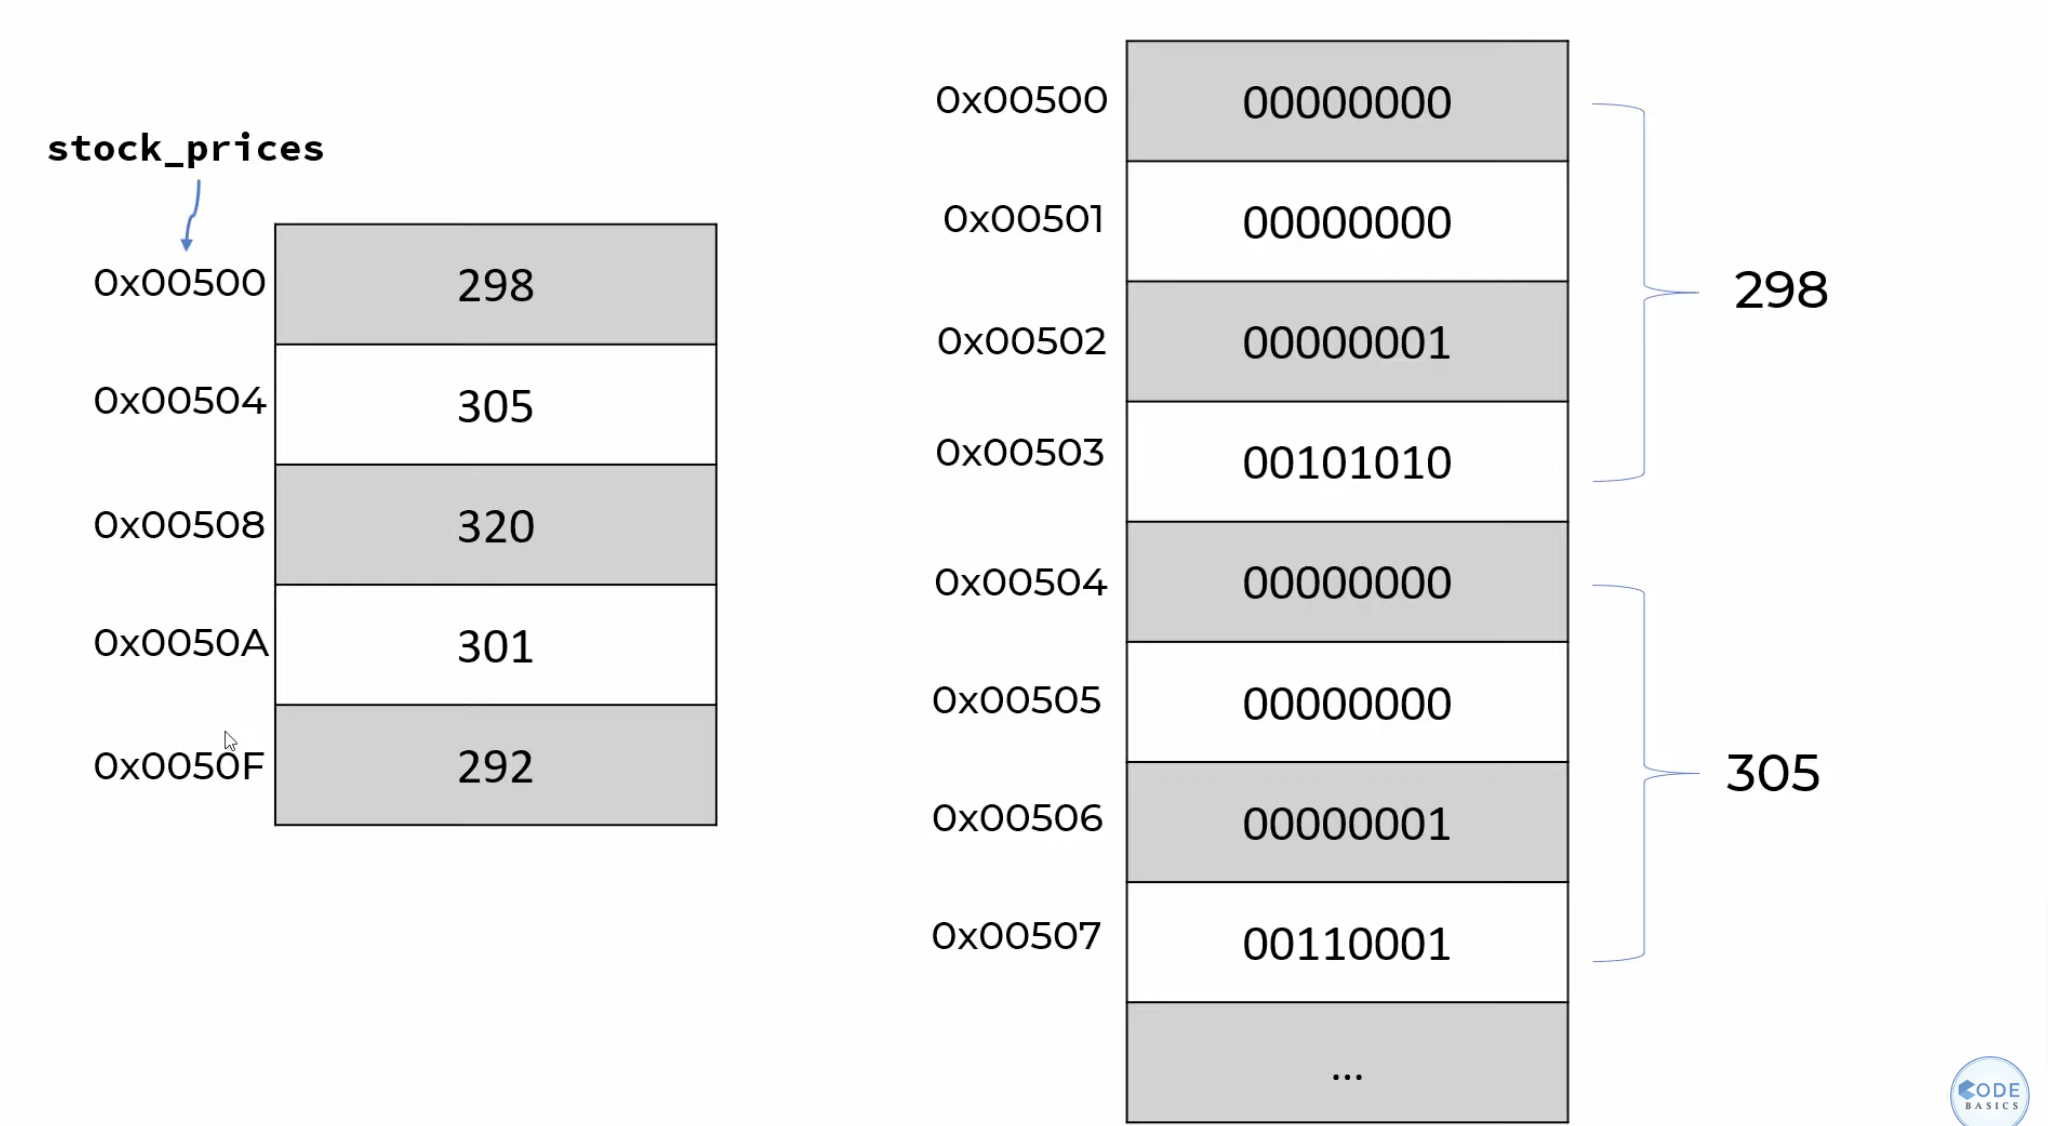 stock_prices
0x00500 298
0x00504 305
0x00508 320
0x0050A 301
0x0050F 292
0x00500 00000000
0x00501 00000000
0x00502 00000001
0x00503 00101010
298
0x00504 00000000
0x00505 00000000
0x00506 00000001
0x00507 00110001
305
...
CODE
BASICS